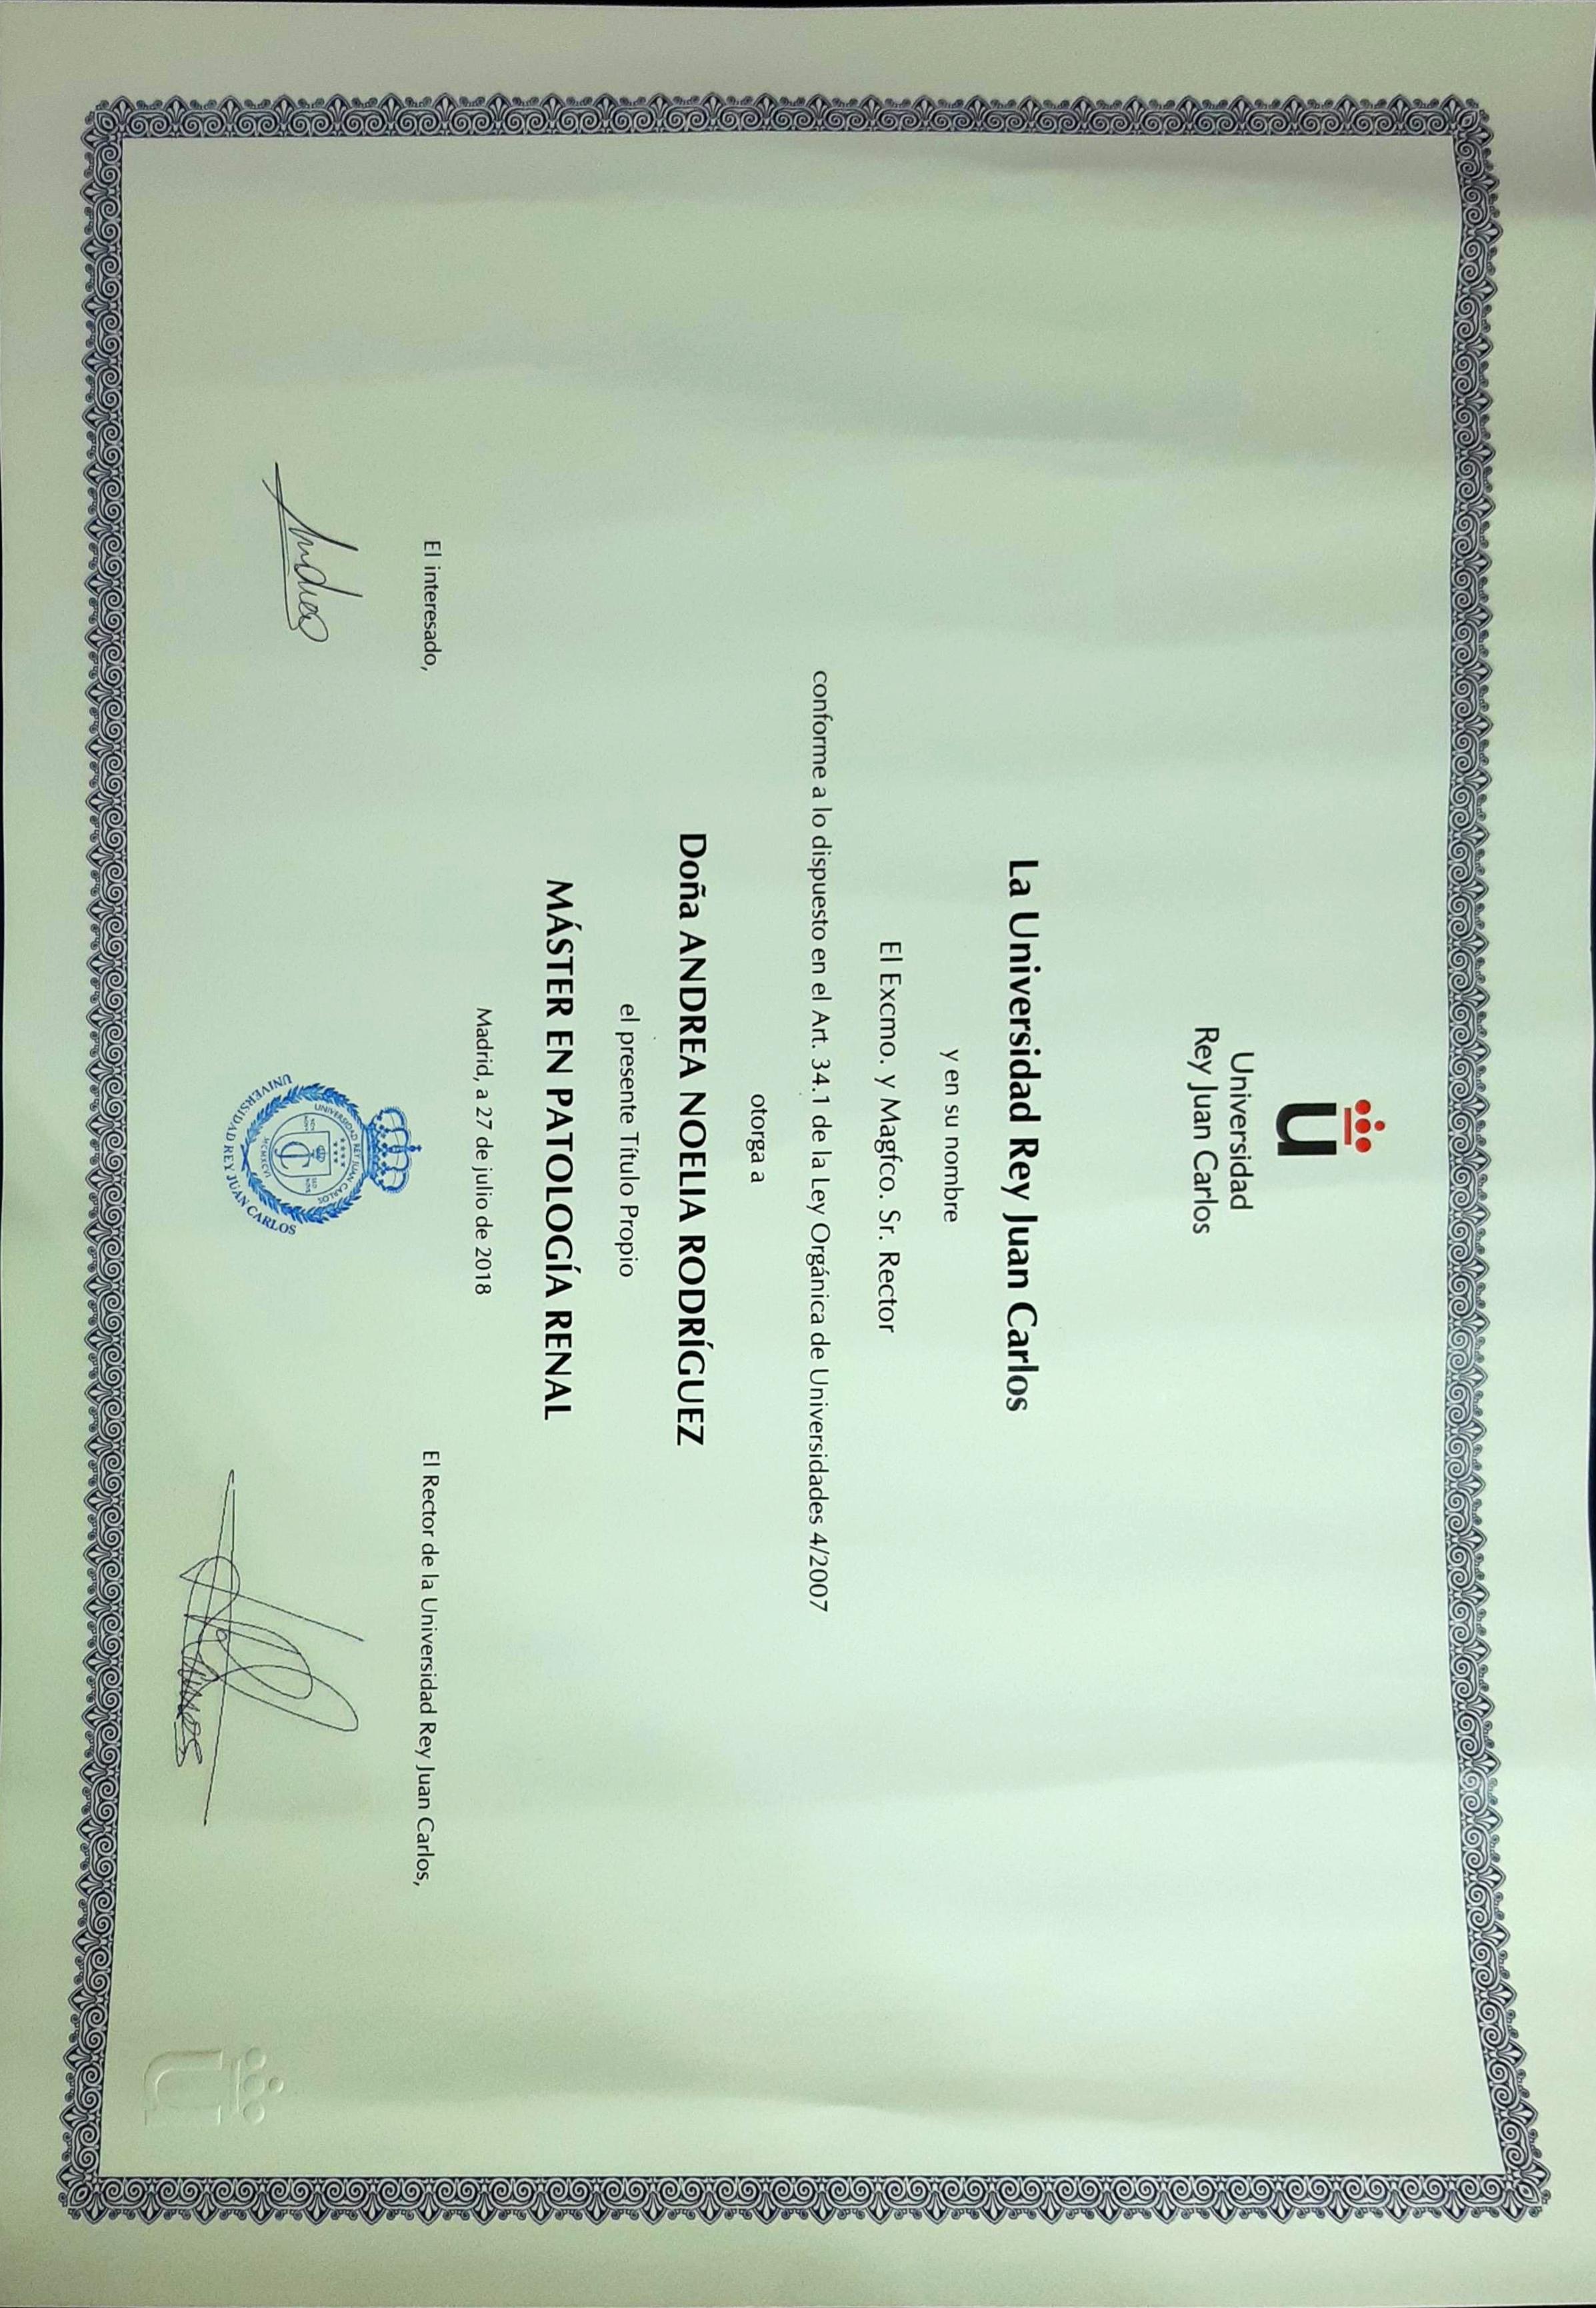 Universidad
Rey Juan Carlos
La Universidad Rey Juan Carlos
y en su nombre
El Excmo. y Magfco. Sr. Rector
conforme a lo dispuesto en el Art. 34.1 de la Ley Orgánica de Universidades 4/2007
otorga a
Doña ANDREA NOELIA RODRÍGUEZ
el presente Título Propio
MÁSTER EN PATOLOGÍA RENAL
Madrid, a 27 de julio de 2018
El interesado,
El Rector de la Universidad Rey Juan Carlos,
Andrea
UNIVERSIDAD REY JUAN CARLOS
MCMXCVI
UNIVERSIDAD REY JUAN CARLOS
Ramos